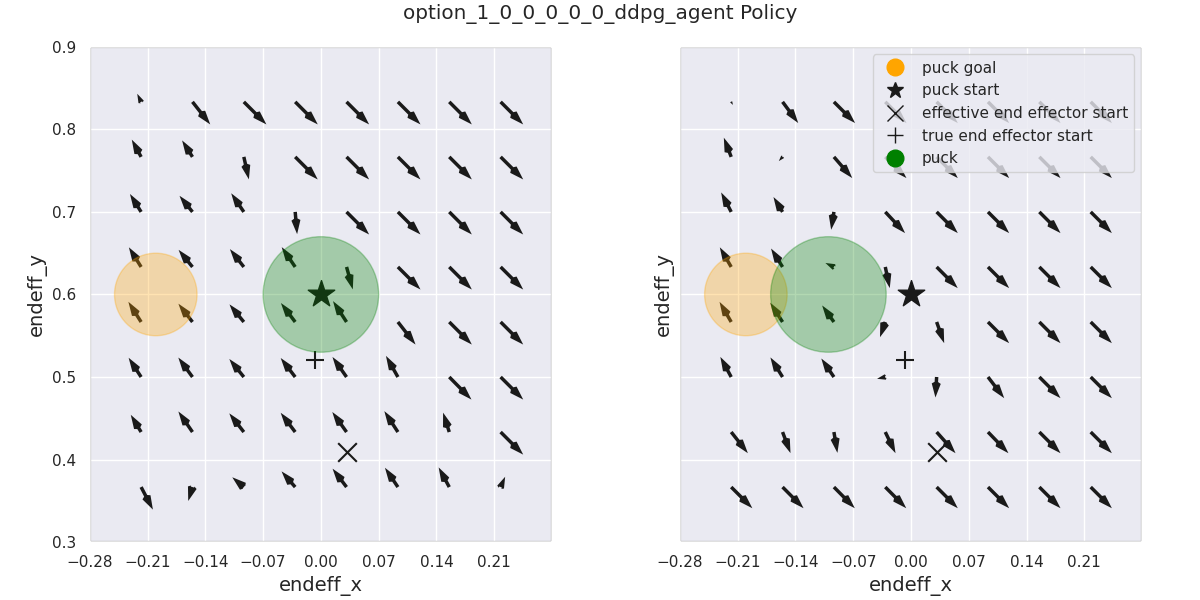 option_1_0_0_0_0_0_ddpg_agent Policy
0.9
0.8
0.7
0.6
0.5
0.4
0.3
endeff_y
−0.28 −0.21 −0.14 −0.07 0.00 0.07 0.14 0.21
endeff_x
puck goal
puck start
effective end effector start
true end effector start
puck
endeff_y
−0.28 −0.21 −0.14 −0.07 0.00 0.07 0.14 0.21
endeff_x